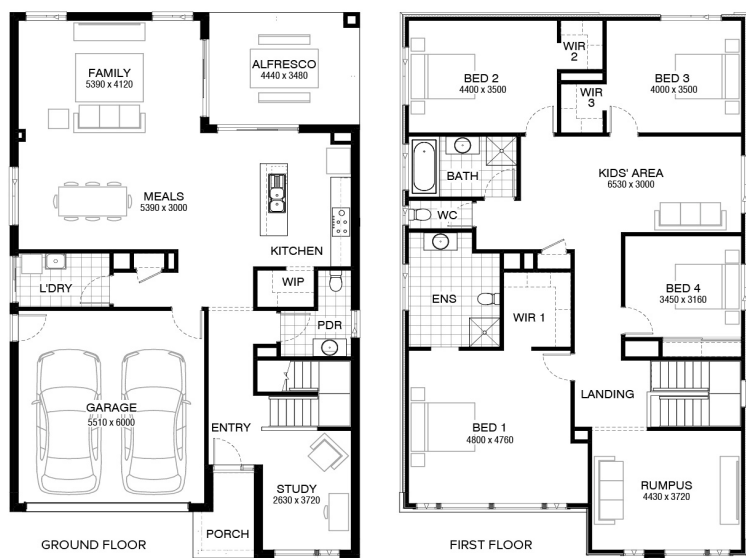 FAMILY
5390 x 4120
ALFRESCO
4440 x 3480
MEALS
5390 x 3000
KITCHEN
L'DRY
WIP
PDR
GARAGE
5510 x 6000
ENTRY
STUDY
2630 x 3720
PORCH
GROUND FLOOR
BED 2
4400 x 3500
WIR
2
WIR
3
BED 3
4000 x 3500
BATH
KIDS' AREA
6530 x 3000
WC
ENS
WIR 1
BED 4
3450 x 3160
LANDING
BED 1
4800 x 4760
RUMPUS
4430 x 3720
FIRST FLOOR